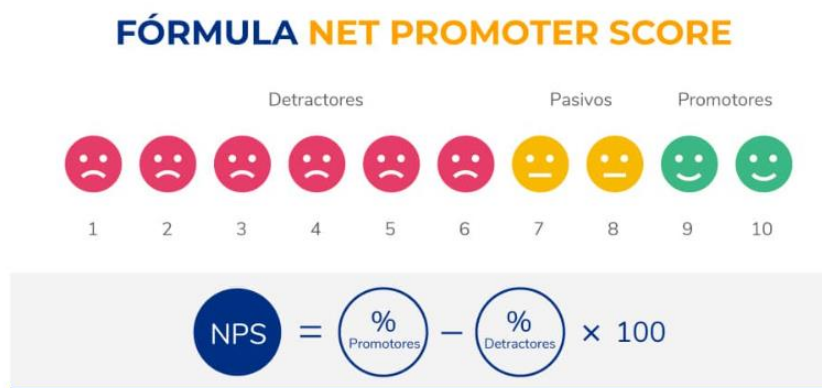 FÓRMULA NET PROMOTER SCORE
Detractores Pasivos Promotores
1 2 3 4 5 6 7 8 9 10
NPS = % Promotores − % Detractores × 100